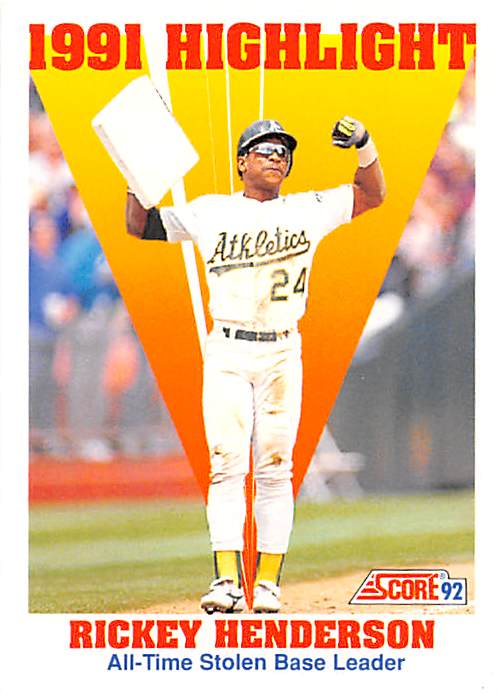 1991 HIGHLIGHT
Athletics
24
SCORE® 92
RICKEY HENDERSON
All-Time Stolen Base Leader